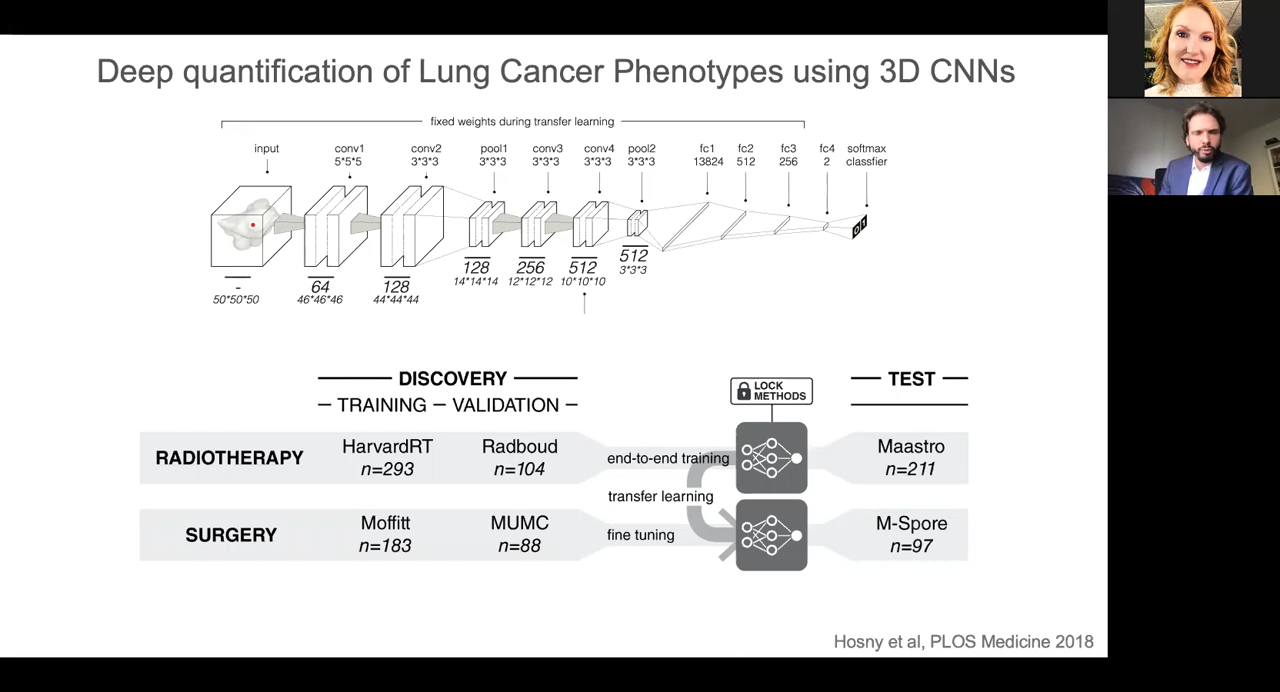 Deep quantification of Lung Cancer Phenotypes using 3D CNNs
fixed weights during transfer learning
input conv1 conv2 pool1 conv3 conv4 pool2 fc1 fc2 fc3 fc4 softmax
5*5*5 3*3*3 3*3*3 3*3*3 3*3*3 3*3*3 13824 512 256 2 classfier
0 1
- 64 128 128 256 512 512
50*50*50 46*46*46 44*44*44 14*14*14 12*12*12 10*10*10 3*3*3
DISCOVERY LOCK METHODS TEST
TRAINING VALIDATION
RADIOTHERAPY HarvardRT Radboud end-to-end training Maastro
n=293 n=104 n=211
transfer learning
SURGERY Moffitt MUMC fine tuning M-Spore
n=183 n=88 n=97
Hosny et al, PLOS Medicine 2018